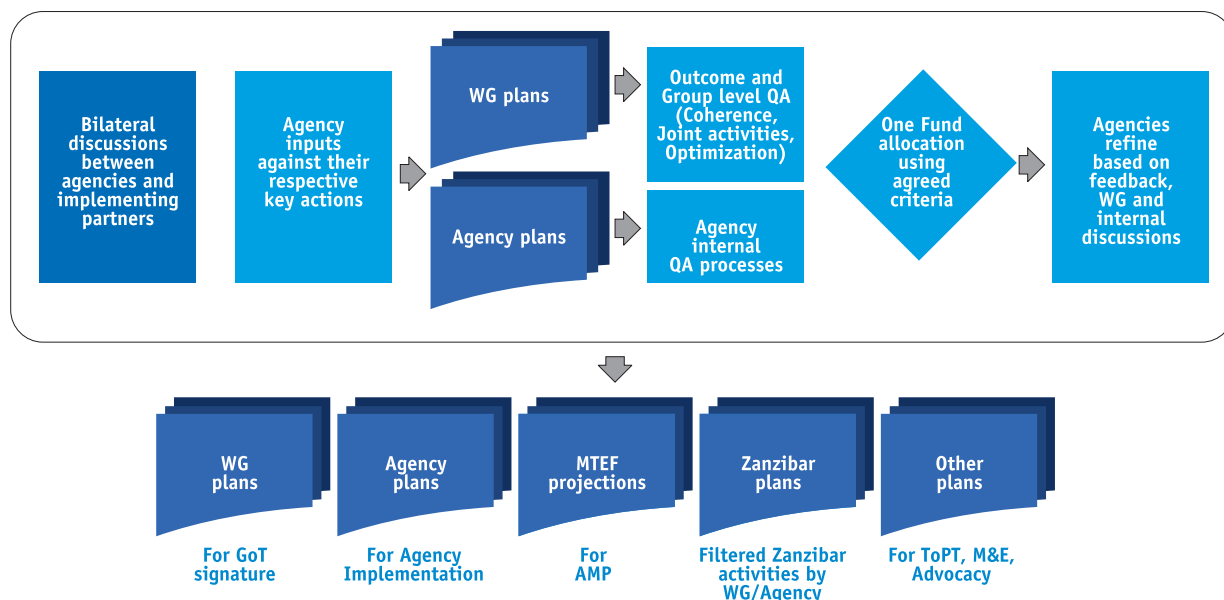 Bilateral
discussions
between
agencies and
implementing
partners
Agency
inputs
against their
respective
key actions
WG plans
Agency plans
Outcome and
Group level QA
(Coherence,
Joint activities,
Optimization)
Agency
internal
QA processes
One Fund
allocation
using
agreed
criteria
Agencies
refine
based on
feedback,
WG and
internal
discussions
WG
plans
For GoT
signature
Agency
plans
For Agency
Implementation
MTEF
projections
For
AMP
Zanzibar
plans
Filtered Zanzibar
activities by
WG/Agency
Other
plans
For ToPT, M&E,
Advocacy